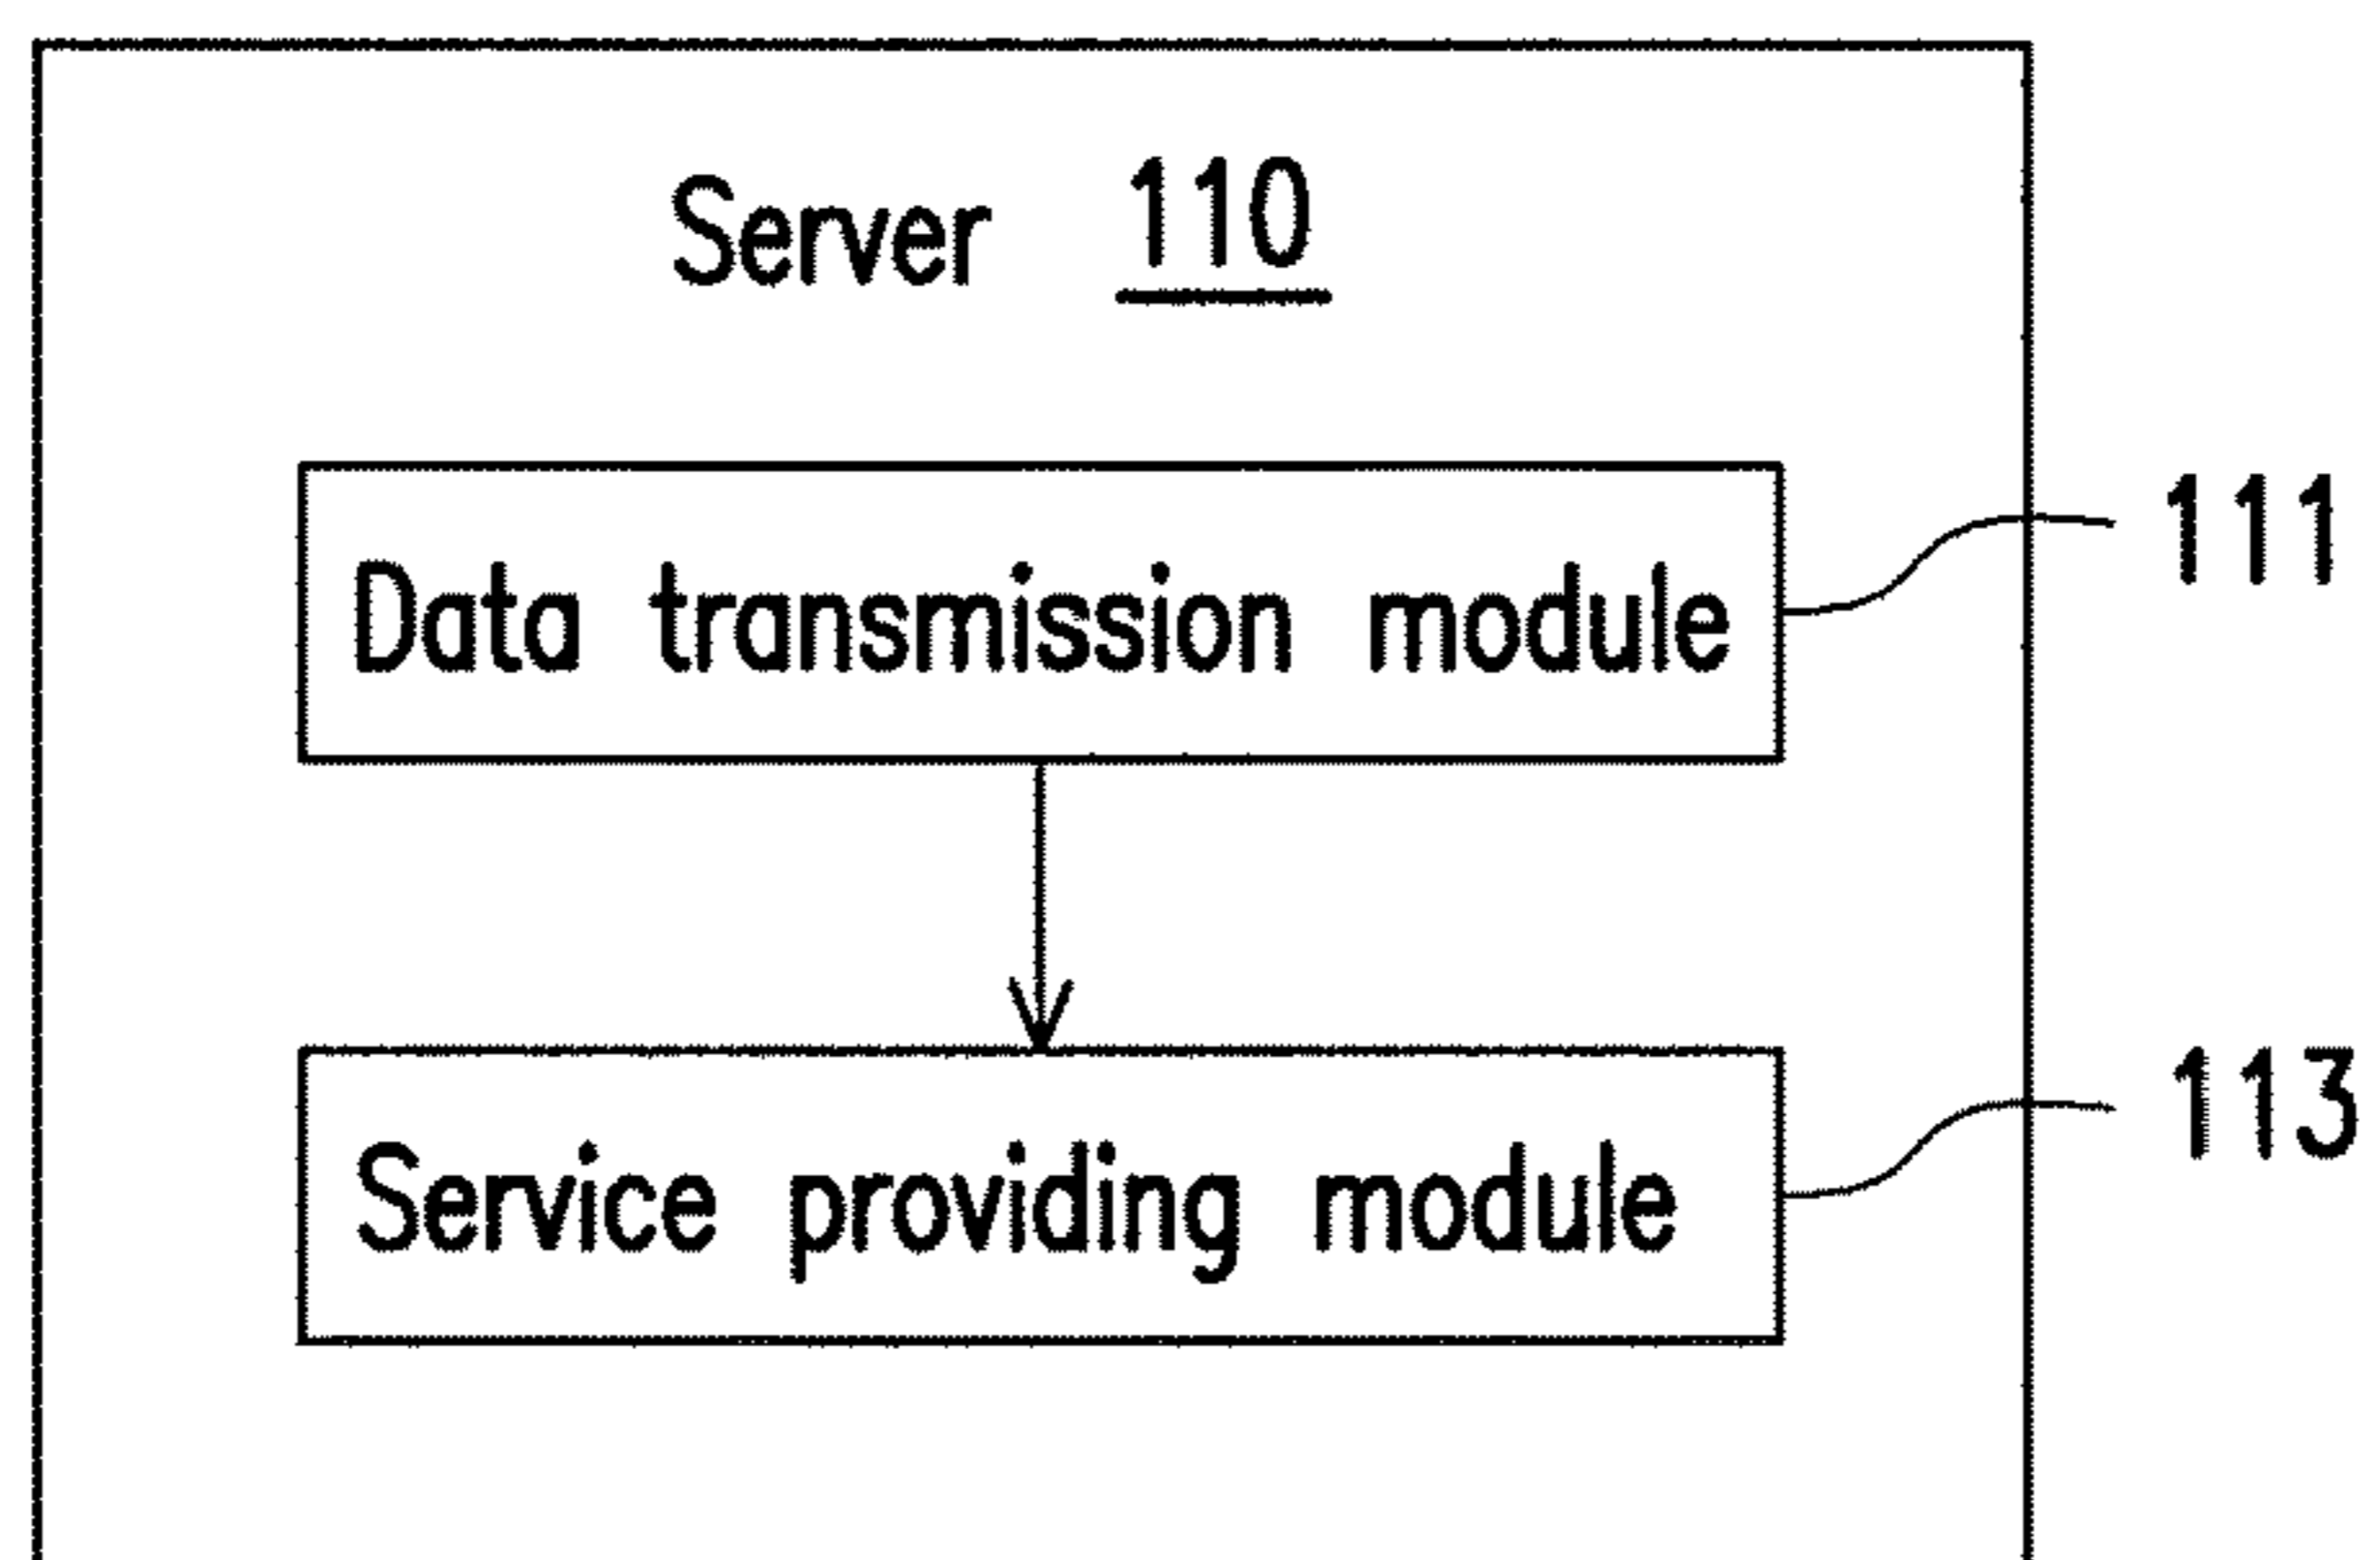 Server 110
Data transmission module 111
Service providing module 113